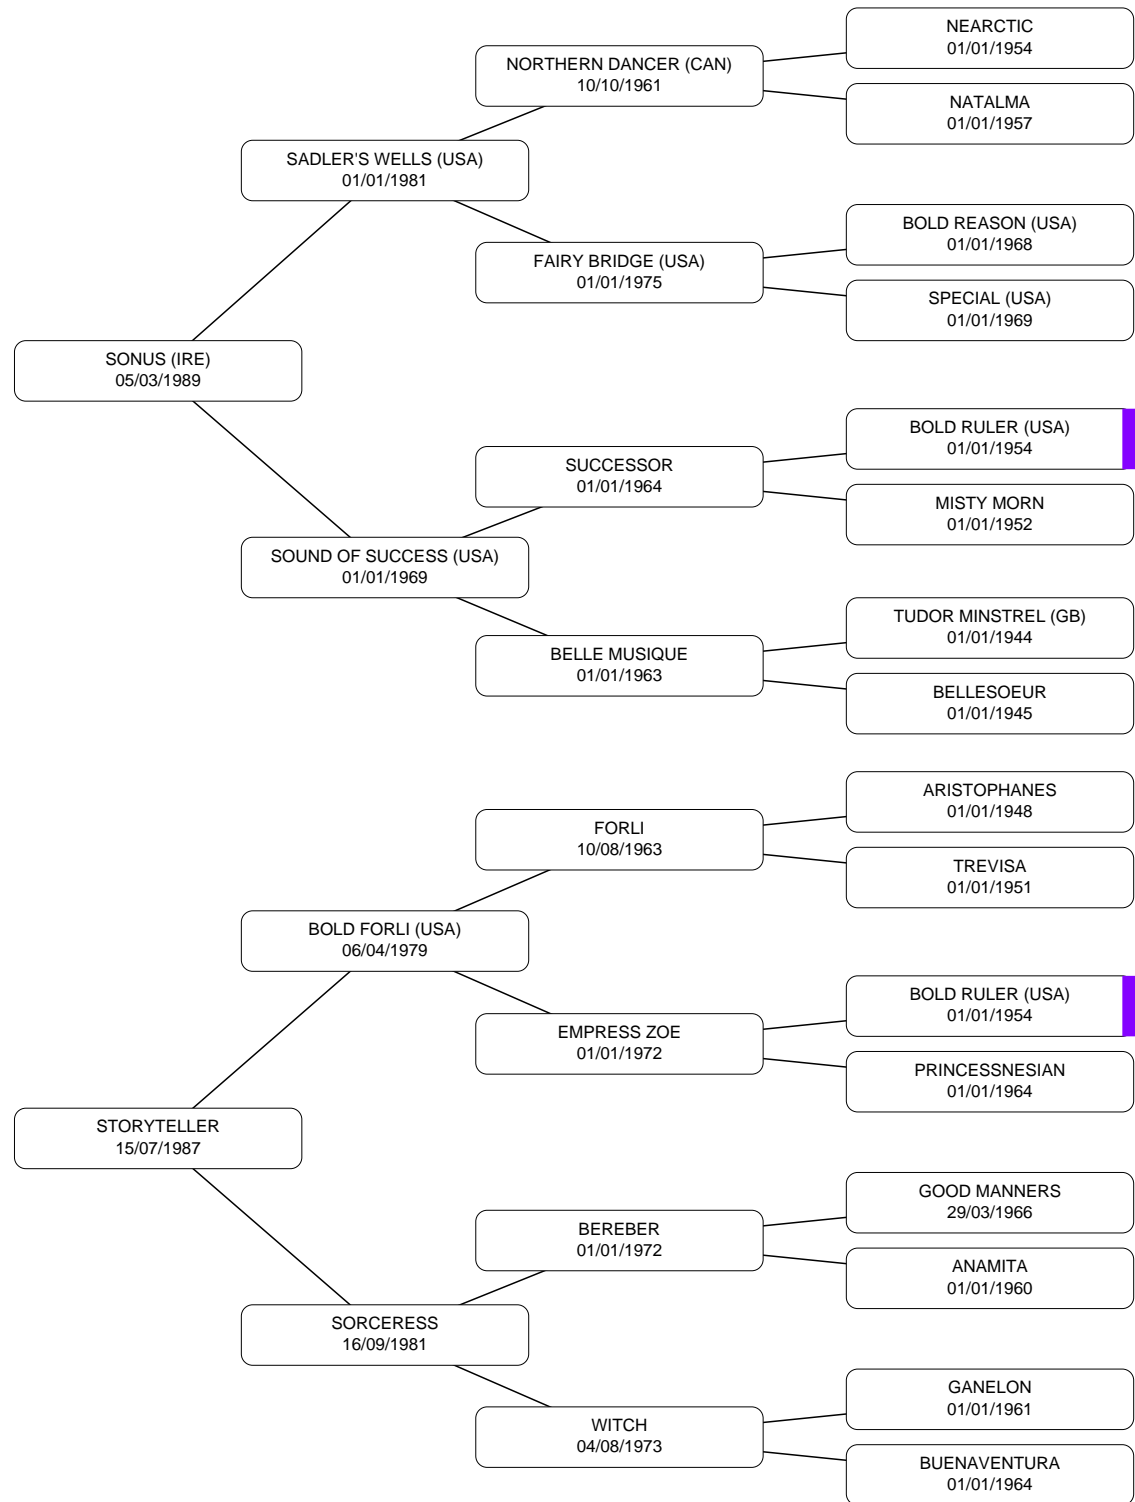 NEARCTIC
01/01/1954
NORTHERN DANCER (CAN)
10/10/1961
NATALMA
01/01/1957
SADLER'S WELLS (USA)
01/01/1981
BOLD REASON (USA)
01/01/1968
FAIRY BRIDGE (USA)
01/01/1975
SPECIAL (USA)
01/01/1969
SONUS (IRE)
05/03/1989
BOLD RULER (USA)
01/01/1954
SUCCESSOR
01/01/1964
MISTY MORN
01/01/1952
SOUND OF SUCCESS (USA)
01/01/1969
TUDOR MINSTREL (GB)
01/01/1944
BELLE MUSIQUE
01/01/1963
BELLESOEUR
01/01/1945
ARISTOPHANES
01/01/1948
FORLI
10/08/1963
TREVISA
01/01/1951
BOLD FORLI (USA)
06/04/1979
BOLD RULER (USA)
01/01/1954
EMPRESS ZOE
01/01/1972
PRINCESSNESIAN
01/01/1964
STORYTELLER
15/07/1987
GOOD MANNERS
29/03/1966
BEREBER
01/01/1972
ANAMITA
01/01/1960
SORCERESS
16/09/1981
GANELON
01/01/1961
WITCH
04/08/1973
BUENAVENTURA
01/01/1964